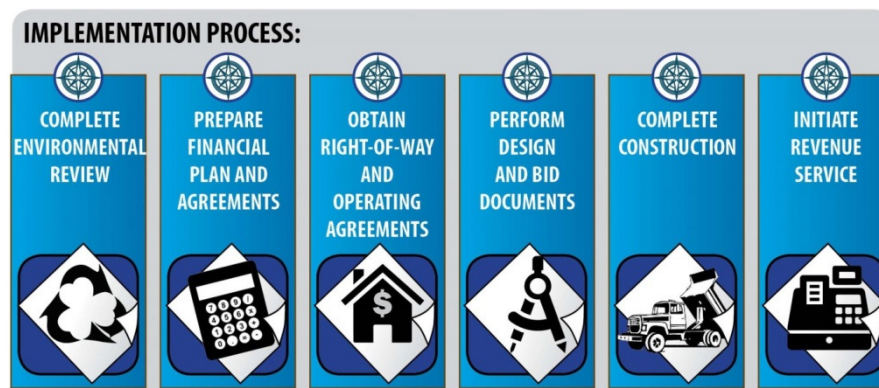 IMPLEMENTATION PROCESS:
COMPLETE
ENVIRONMENTAL
REVIEW
PREPARE
FINANCIAL
PLAN AND
AGREEMENTS
OBTAIN
RIGHT-OF-WAY
AND
OPERATING
AGREEMENTS
PERFORM
DESIGN
AND BID
DOCUMENTS
COMPLETE
CONSTRUCTION
INITIATE
REVENUE
SERVICE
$